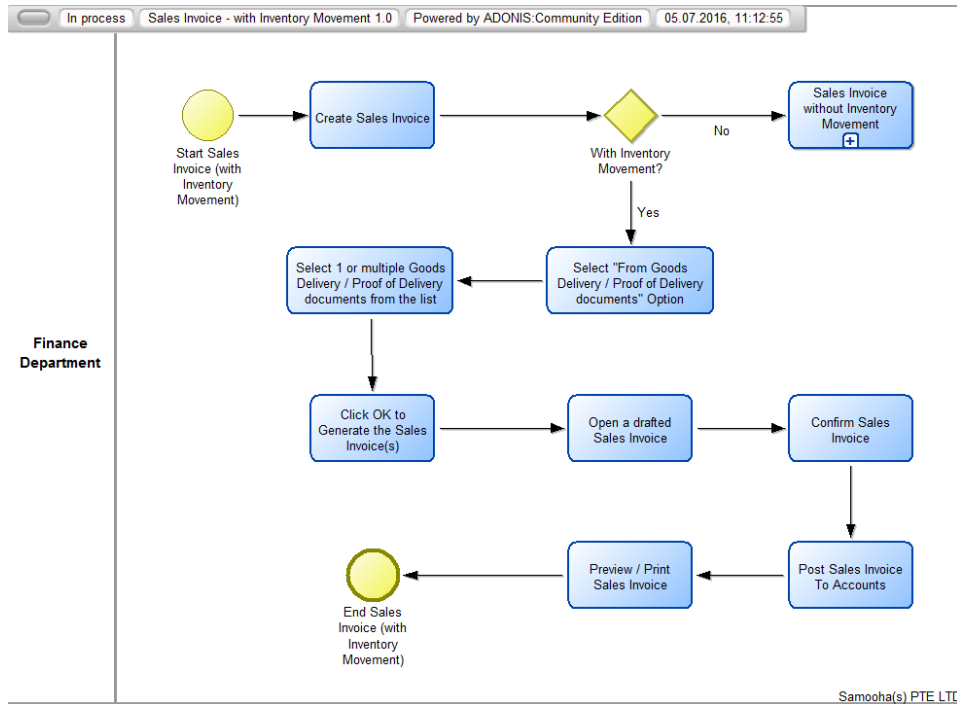 In process
Sales Invoice - with Inventory Movement 1.0
Powered by ADONIS:Community Edition
05.07.2016, 11:12:55
Finance
Department
Start Sales
Invoice (with
Inventory
Movement)
Create Sales Invoice
With Inventory
Movement?
No
Sales Invoice
without Inventory
Movement
Yes
Select "From Goods
Delivery / Proof of Delivery
documents" Option
Select 1 or multiple Goods
Delivery / Proof of Delivery
documents from the list
Click OK to
Generate the Sales
Invoice(s)
Open a drafted
Sales Invoice
Confirm Sales
Invoice
Post Sales Invoice
To Accounts
Preview / Print
Sales Invoice
End Sales
Invoice (with
Inventory
Movement)
Samooha(s) PTE LTD